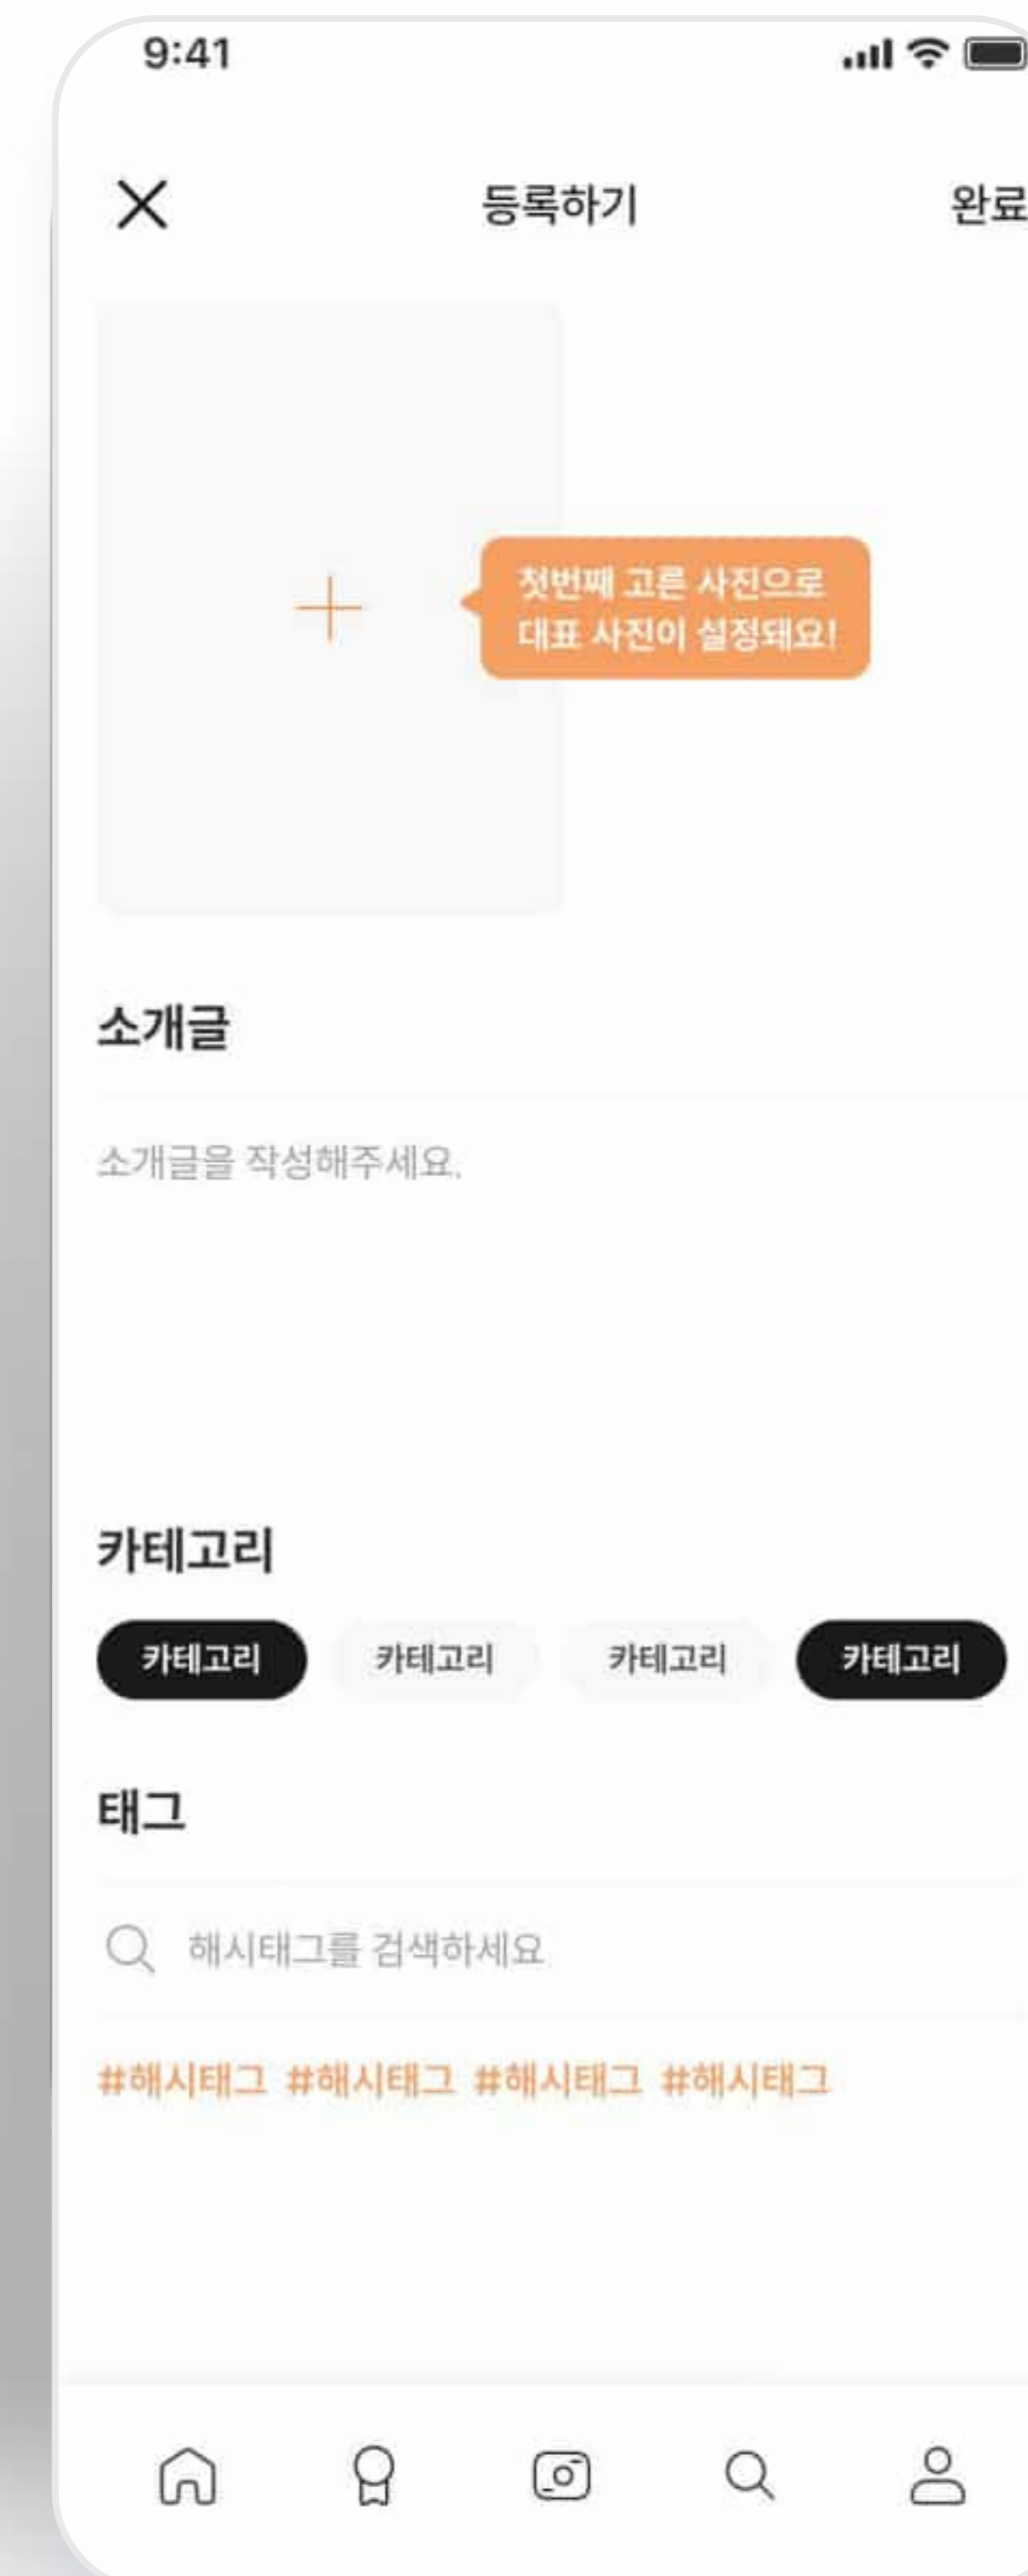 9:41
등록하기
완료
첫번째 고른 사진으로
대표 사진이 설정돼요!
소개글
소개글을 작성해주세요.
카테고리
카테고리 카테고리 카테고리 카테고리
태그
해시태그를 검색하세요
#해시태그 #해시태그 #해시태그 #해시태그